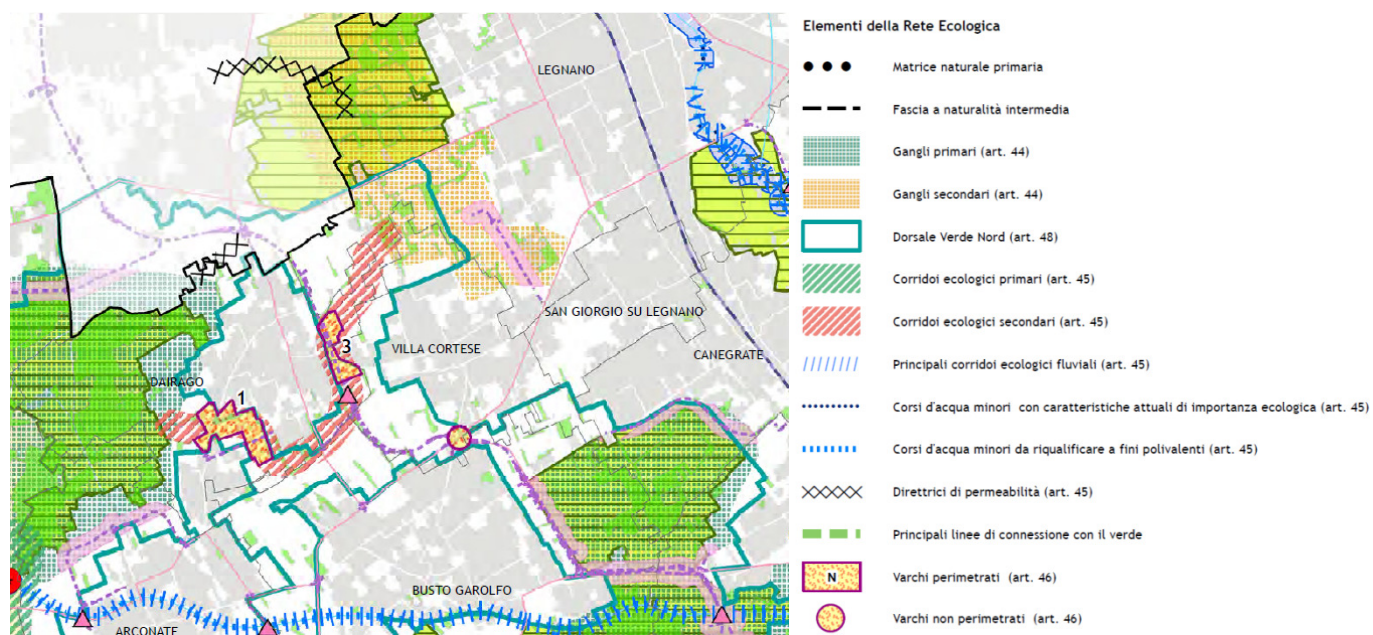 LEGNANO
SAN GIORGIO SU LEGNANO
3
VILLA CORTESE
CANEGRATE
DAIRAGO
1
BUSTO GAROLFO
ARCONATE
Elementi della Rete Ecologica
Matrice naturale primaria
Fascia a naturalità intermedia
Gangli primari (art. 44)
Gangli secondari (art. 44)
Dorsale Verde Nord (art. 48)
Corridoi ecologici primari (art. 45)
Corridoi ecologici secondari (art. 45)
Principali corridoi ecologici fluviali (art. 45)
Corsi d'acqua minori con caratteristiche attuali di importanza ecologica (art. 45)
Corsi d'acqua minori da riqualificare a fini polivalenti (art. 45)
Direttrici di permeabilità (art. 45)
Principali linee di connessione con il verde
N
Varchi perimetrati (art. 46)
Varchi non perimetrati (art. 46)